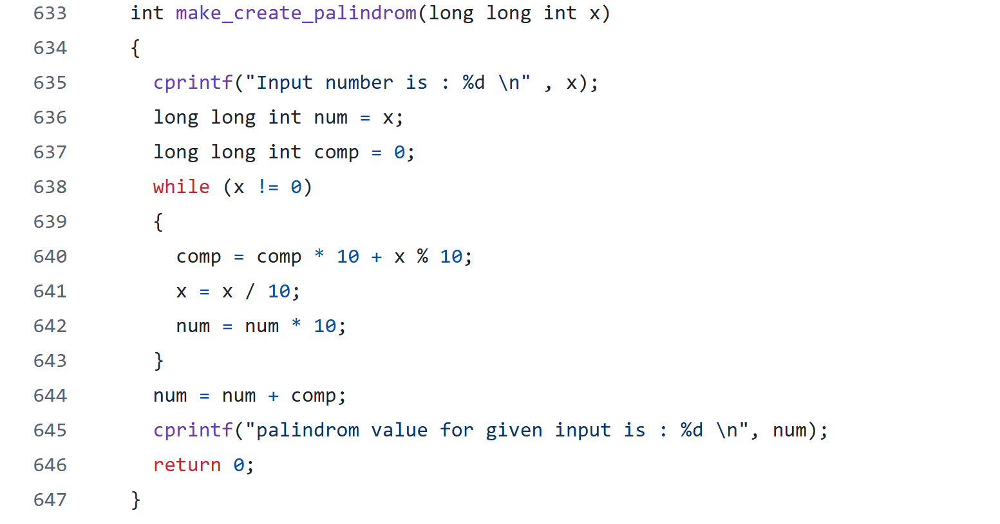 633 int make_create_palindrom(long long int x)
634 {
635 cprintf("Input number is : %d \n" , x);
636 long long int num = x;
637 long long int comp = 0;
638 while (x != 0)
639 {
640 comp = comp * 10 + x % 10;
641 x = x / 10;
642 num = num * 10;
643 }
644 num = num + comp;
645 cprintf("palindrom value for given input is : %d \n", num);
646 return 0;
647 }